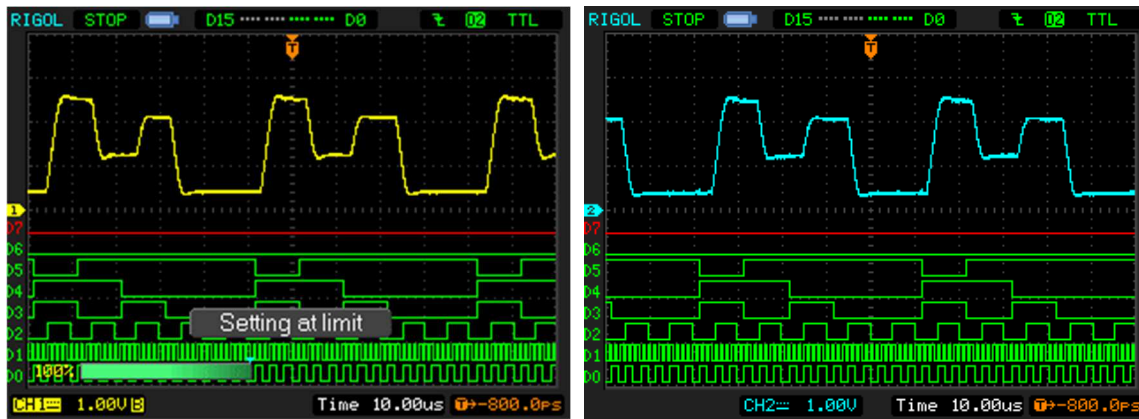 RIGOL STOP D15 D0 D2 TTL
T
1
D7
D6
D5
D4
D3
D2
D1
D0
Setting at limit
100%
CH1 1.00V B Time 10.00us T→-800.0ps
RIGOL STOP D15 D0 D2 TTL
T
2
D7
D6
D5
D4
D3
D2
D1
D0
CH2 1.00V Time 10.00us T→-800.0ps